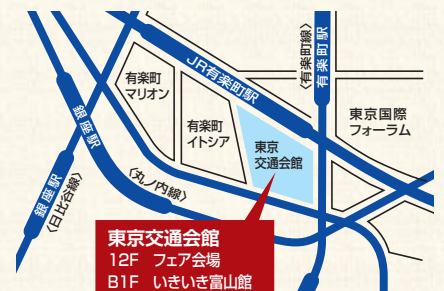 JR有楽町駅
〈有楽町線〉
有楽町駅
有楽町
マリオン
有楽町
イトシア
東京
交通会館
東京国際
フォーラム
銀座駅
〈丸ノ内線〉
銀座駅
〈日比谷線〉
東京交通会館
12F フェア会場
B1F いきいき富山館